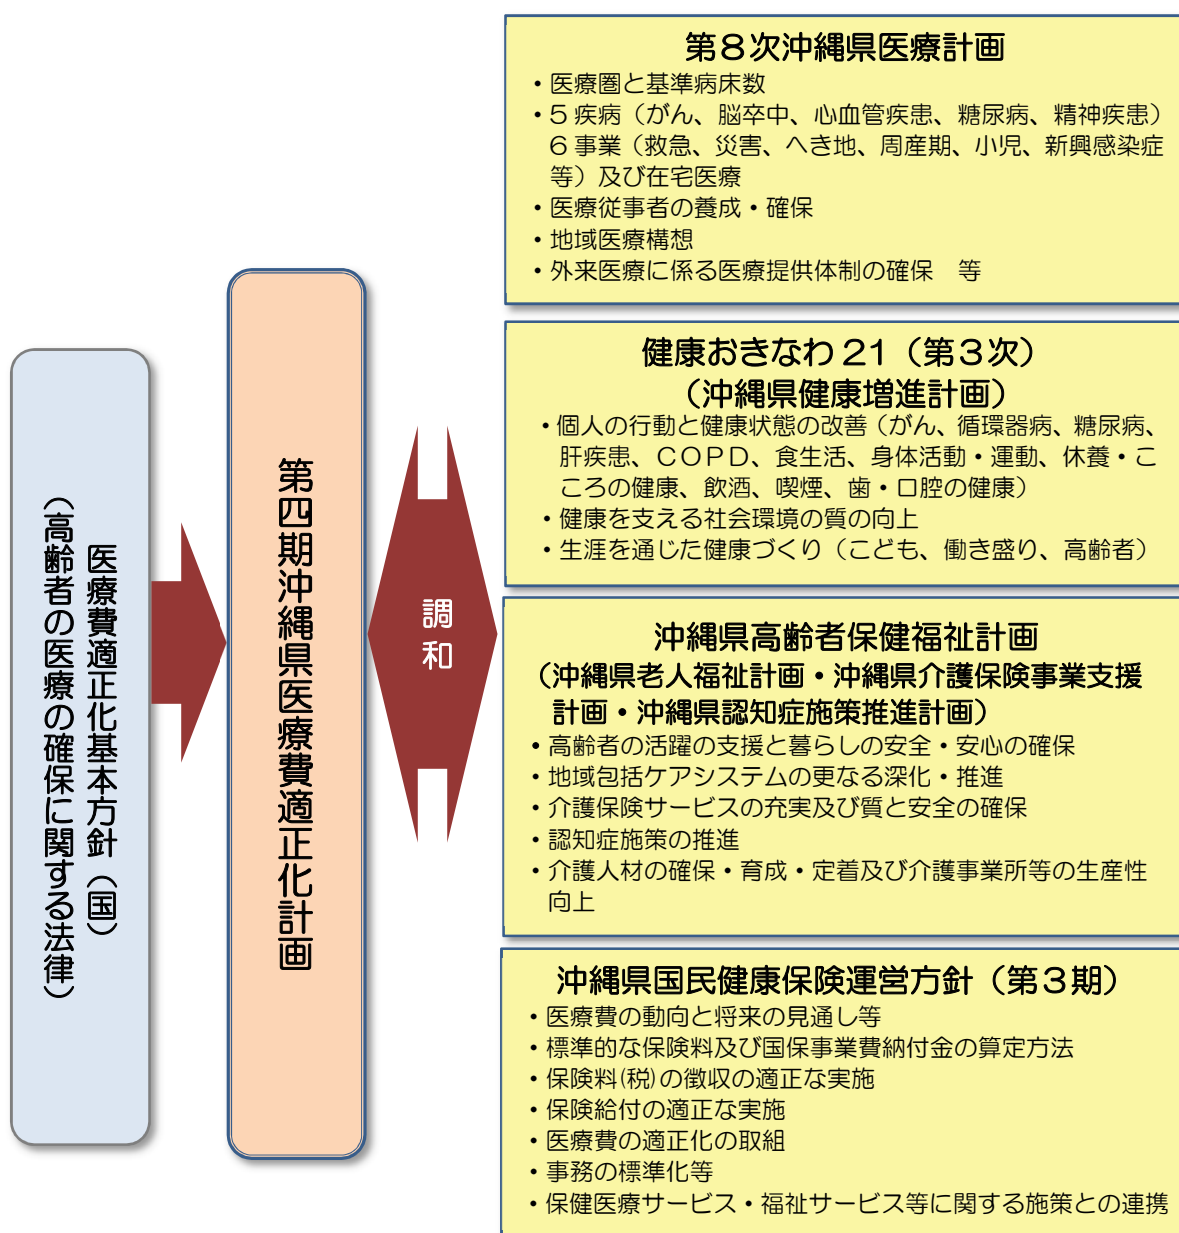 医療費適正化基本方針（国）
（高齢者の医療の確保に関する法律）
第四期沖縄県医療費適正化計画
調
和
第８次沖縄県医療計画
・医療圏と基準病床数
・５疾病（がん、脳卒中、心血管疾患、糖尿病、精神疾患）
６事業（救急、災害、へき地、周産期、小児、新興感染症
等）及び在宅医療
・医療従事者の養成・確保
・地域医療構想
・外来医療に係る医療提供体制の確保　等
健康おきなわ 21（第３次）
（沖縄県健康増進計画）
・個人の行動と健康状態の改善（がん、循環器病、糖尿病、
肝疾患、ＣＯＰＤ、食生活、身体活動・運動、休養・こ
ころの健康、飲酒、喫煙、歯・口腔の健康）
・健康を支える社会環境の質の向上
・生涯を通じた健康づくり（こども、働き盛り、高齢者）
沖縄県高齢者保健福祉計画
（沖縄県老人福祉計画・沖縄県介護保険事業支援
計画・沖縄県認知症施策推進計画）
・高齢者の活躍の支援と暮らしの安全・安心の確保
・地域包括ケアシステムの更なる深化・推進
・介護保険サービスの充実及び質と安全の確保
・認知症施策の推進
・介護人材の確保・育成・定着及び介護事業所等の生産性
向上
沖縄県国民健康保険運営方針（第３期）
・医療費の動向と将来の見通し等
・標準的な保険料及び国保事業費納付金の算定方法
・保険料(税)の徴収の適正な実施
・保険給付の適正な実施
・医療費の適正化の取組
・事務の標準化等
・保健医療サービス・福祉サービス等に関する施策との連携